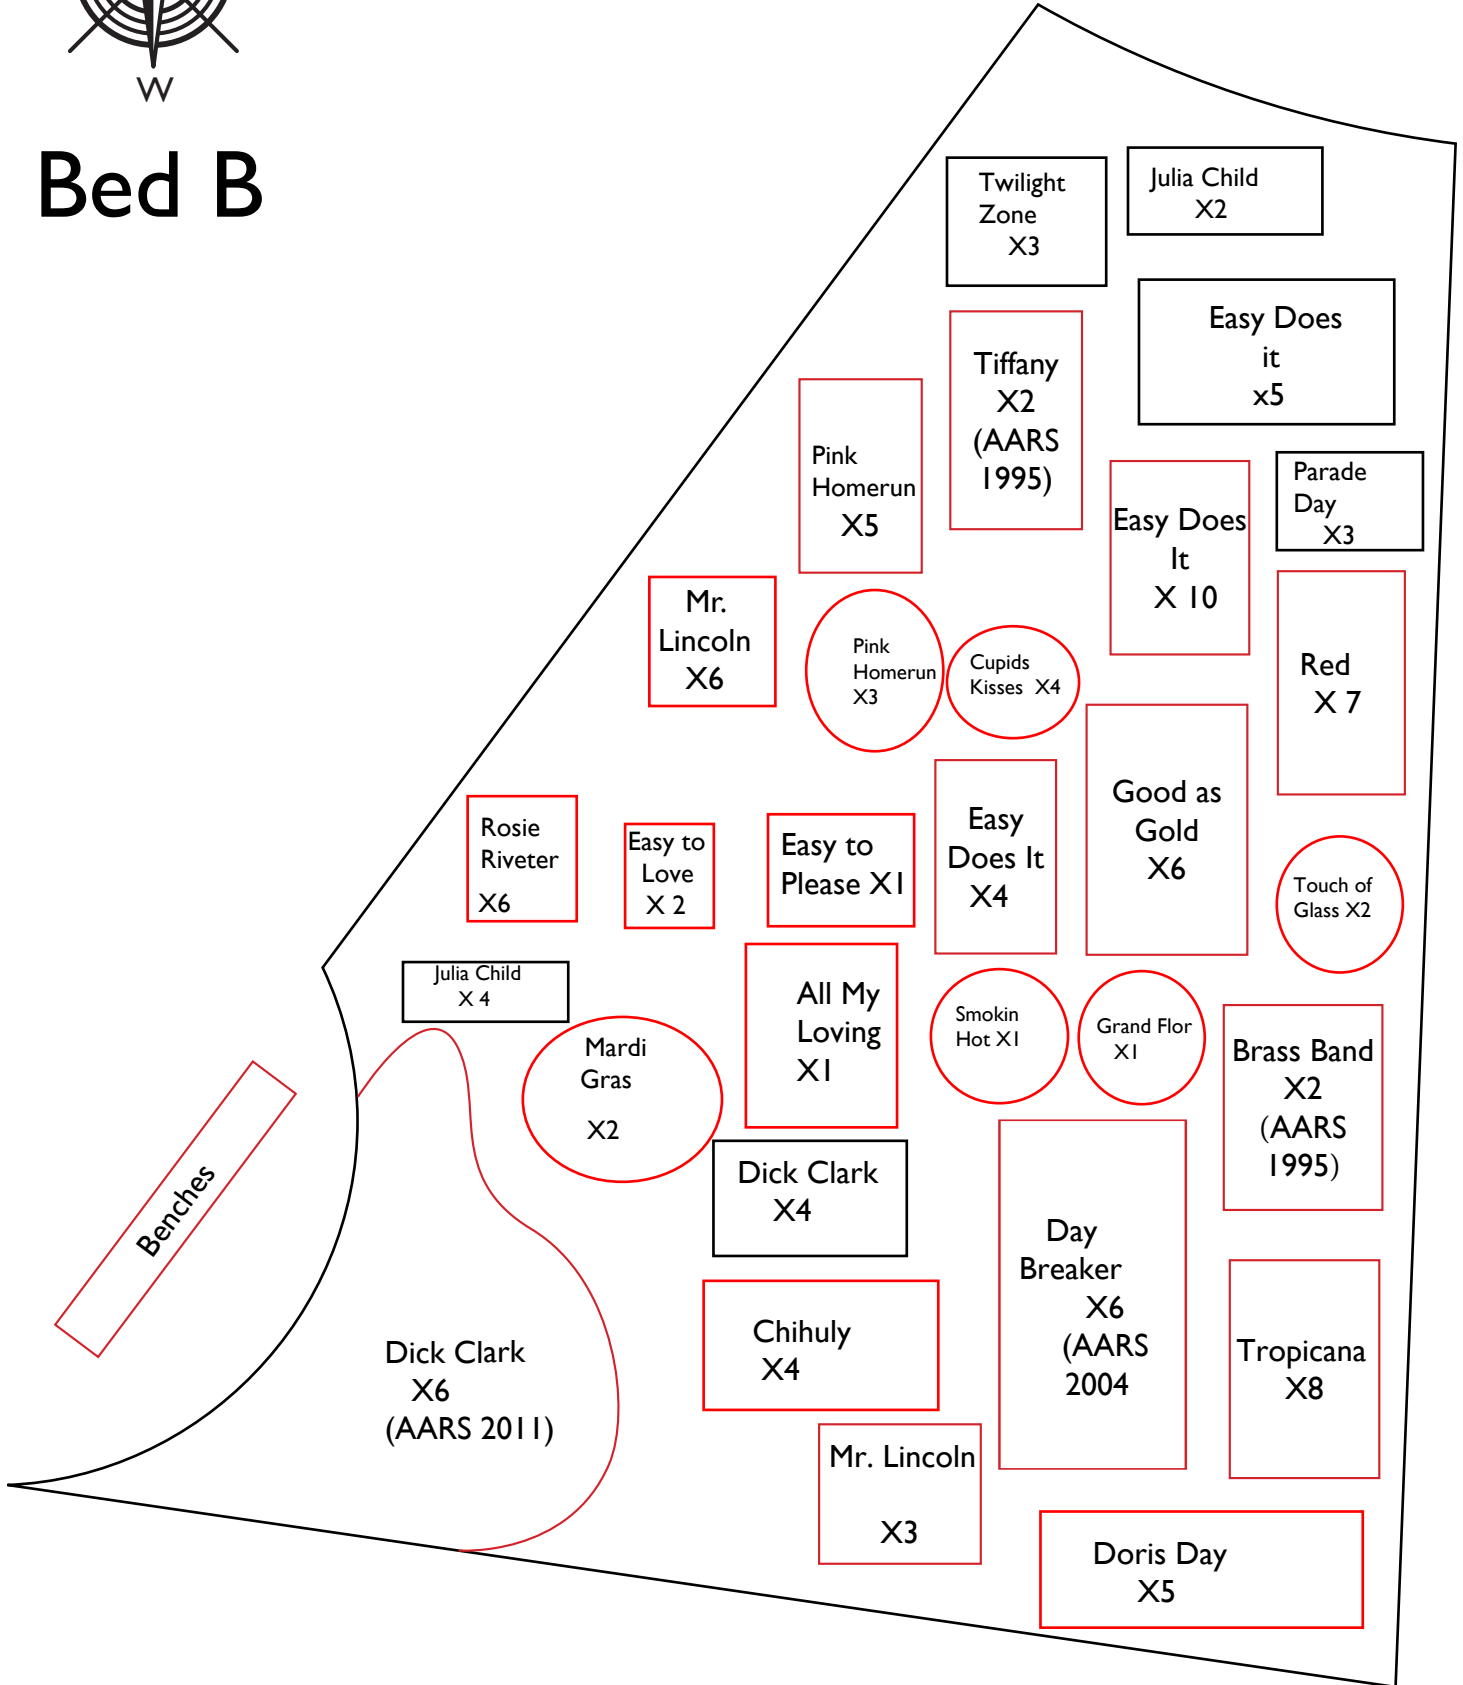 W
Bed B
Twilight
Zone
X3
Julia Child
X2
Easy Does
it
x5
Tiffany
X2
(AARS
1995)
Pink
Homerun
X5
Parade
Day
X3
Easy Does
It
X 10
Mr.
Lincoln
X6
Pink
Homerun
X3
Cupids
Kisses X4
Red
X 7
Good as
Gold
X6
Rosie
Riveter
X6
Easy to
Love
X 2
Easy to
Please X1
Easy
Does It
X4
Touch of
Glass X2
Julia Child
X 4
Mardi
Gras
X2
All My
Loving
X1
Smokin
Hot X1
Grand Flor
X1
Brass Band
X2
(AARS
1995)
Benches
Dick Clark
X4
Day
Breaker
X6
(AARS
2004
Chihuly
X4
Tropicana
X8
Dick Clark
X6
(AARS 2011)
Mr. Lincoln
X3
Doris Day
X5